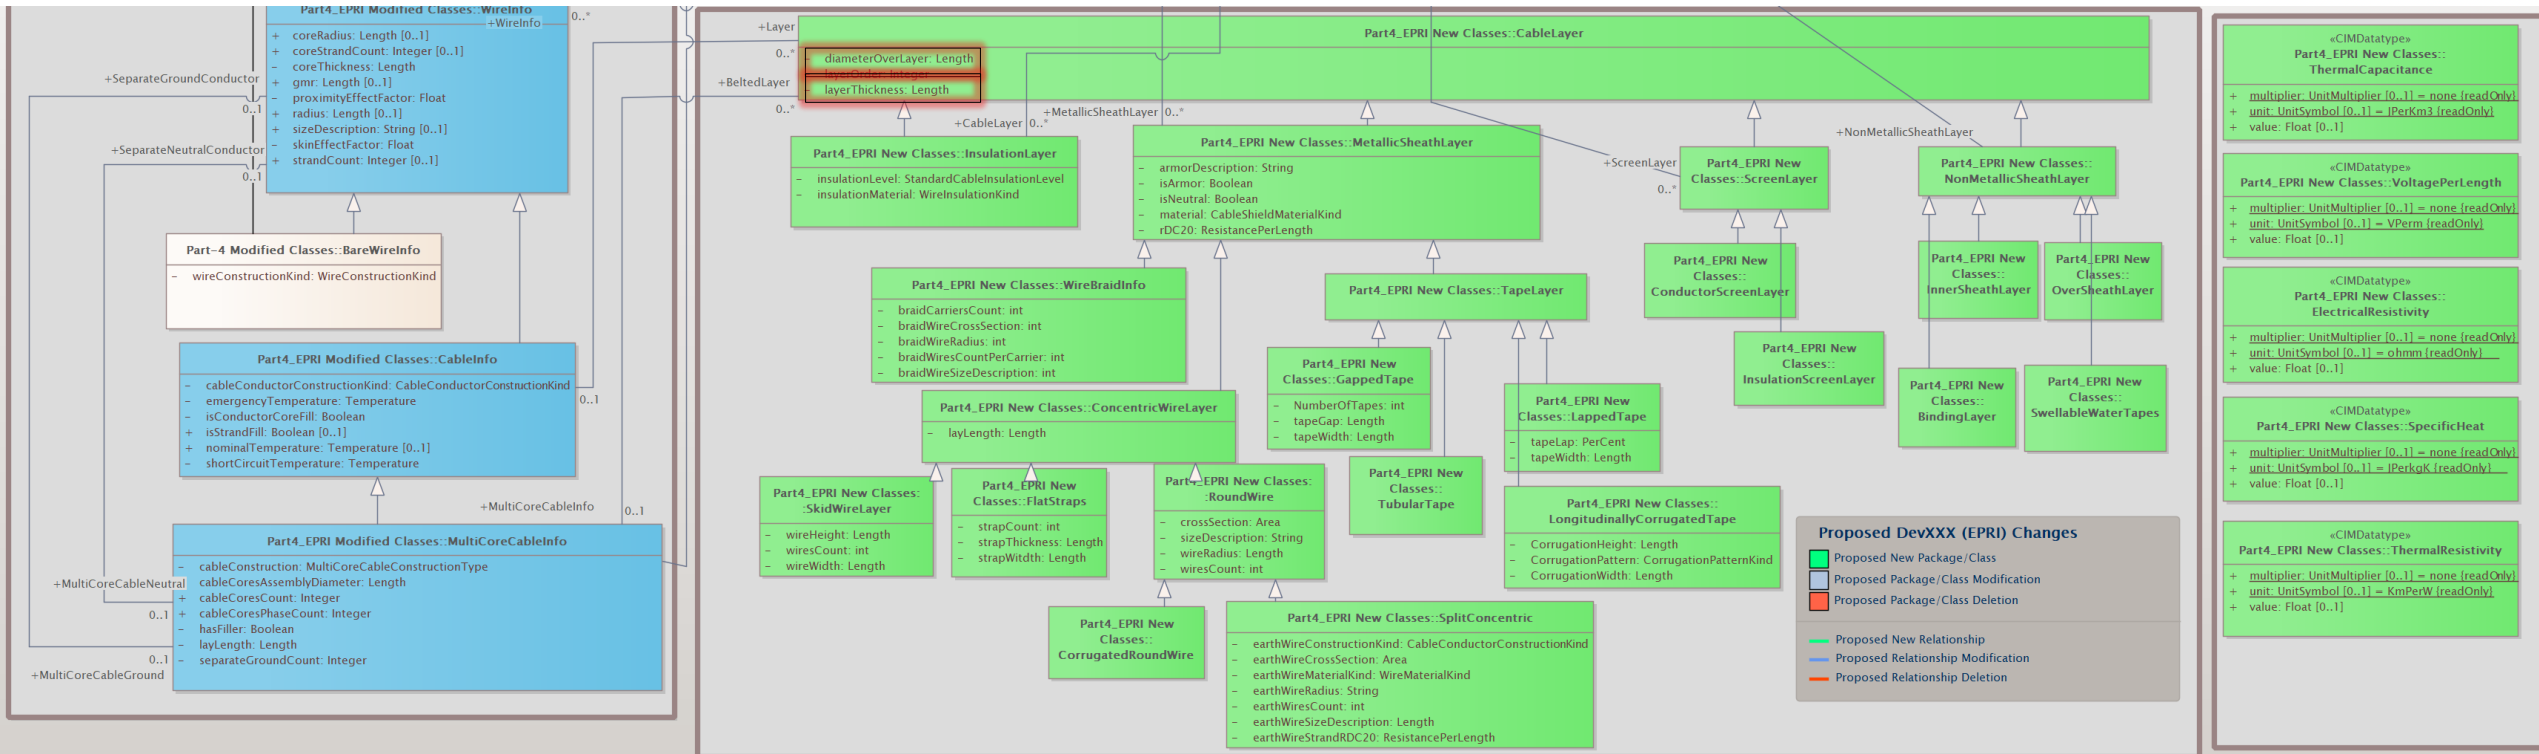 Part4_EPRI Modified Classes::WireInfo
+WireInfo
0..*
+ coreRadius: Length [0..1]
+ coreStrandCount: Integer [0..1]
- coreThickness: Length
+ gmr: Length [0..1]
- proximityEffectFactor: Float
+ radius: Length [0..1]
+ sizeDescription: String [0..1]
- skinEffectFactor: Float
+ strandCount: Integer [0..1]
+SeparateGroundConductor
0..1
+SeparateNeutralConductor
0..1
Part-4 Modified Classes::BareWireInfo
- wireConstructionKind: WireConstructionKind
Part4_EPRI Modified Classes::CableInfo
- cableConductorConstructionKind: CableConductorConstructionKind
- emergencyTemperature: Temperature
- isConductorCoreFill: Boolean
+ isStrandFill: Boolean [0..1]
+ nominalTemperature: Temperature [0..1]
- shortCircuitTemperature: Temperature
0..1
+MultiCoreCableInfo
0..1
Part4_EPRI Modified Classes::MultiCoreCableInfo
- cableConstruction: MultiCoreCableConstructionType
- cableCoresAssemblyDiameter: Length
+ cableCoresCount: Integer
+ cableCoresPhaseCount: Integer
- hasFiller: Boolean
- layLength: Length
- separateGroundCount: Integer
+MultiCoreCableNeutral
0..1
0..1
+MultiCoreCableGround
+Layer
0..*
+BeltedLayer
0..*
Part4_EPRI New Classes::CableLayer
- diameterOverLayer: Length
- layerOrder: Integer
- layerThickness: Length
+CableLayer 0..*
+MetallicSheathLayer 0..*
+ScreenLayer
0..*
+NonMetallicSheathLayer
Part4_EPRI New Classes::InsulationLayer
- insulationLevel: StandardCableInsulationLevel
- insulationMaterial: WireInsulationKind
Part4_EPRI New Classes::MetallicSheathLayer
- armorDescription: String
- isArmor: Boolean
- isNeutral: Boolean
- material: CableShieldMaterialKind
- rDC20: ResistancePerLength
Part4_EPRI New
Classes::ScreenLayer
Part4_EPRI New Classes::
NonMetallicSheathLayer
Part4_EPRI New Classes::WireBraidInfo
- braidCarriersCount: int
- braidWireCrossSection: int
- braidWireRadius: int
- braidWiresCountPerCarrier: int
- braidWireSizeDescription: int
Part4_EPRI New Classes::TapeLayer
Part4_EPRI New
Classes::
ConductorScreenLayer
Part4_EPRI New
Classes::
InnerSheathLayer
Part4_EPRI New
Classes::
OverSheathLayer
Part4_EPRI New Classes::ConcentricWireLayer
- layLength: Length
Part4_EPRI New
Classes::GappedTape
- NumberOfTapes: int
- tapeGap: Length
- tapeWidth: Length
Part4_EPRI New
Classes::LappedTape
- tapeLap: PerCent
- tapeWidth: Length
Part4_EPRI New
Classes::
InsulationScreenLayer
Part4_EPRI New
Classes::
BindingLayer
Part4_EPRI New
Classes::
SwellableWaterTapes
Part4_EPRI New Classes::
:SkidWireLayer
- wireHeight: Length
- wiresCount: int
- wireWidth: Length
Part4_EPRI New
Classes::FlatStraps
- strapCount: int
- strapThickness: Length
- strapWitdth: Length
Part4_EPRI New Classes::
:RoundWire
- crossSection: Area
- sizeDescription: String
- wireRadius: Length
- wiresCount: int
Part4_EPRI New
Classes::
TubularTape
Part4_EPRI New Classes::
LongitudinallyCorrugatedTape
- CorrugationHeight: Length
- CorrugationPattern: CorrugationPatternKind
- CorrugationWidth: Length
Part4_EPRI New
Classes::
CorrugatedRoundWire
Part4_EPRI New Classes::SplitConcentric
- earthWireConstructionKind: CableConductorConstructionKind
- earthWireCrossSection: Area
- earthWireMaterialKind: WireMaterialKind
- earthWireRadius: String
- earthWiresCount: int
- earthWireSizeDescription: Length
- earthWireStrandRDC20: ResistancePerLength
Proposed DevXXX (EPRI) Changes
Proposed New Package/Class
Proposed Package/Class Modification
Proposed Package/Class Deletion
Proposed New Relationship
Proposed Relationship Modification
Proposed Relationship Deletion
«CIMDatatype»
Part4_EPRI New Classes::
ThermalCapacitance
+ multiplier: UnitMultiplier [0..1] = none {readOnly}
+ unit: UnitSymbol [0..1] = JPerKm3 {readOnly}
+ value: Float [0..1]
«CIMDatatype»
Part4_EPRI New Classes::VoltagePerLength
+ multiplier: UnitMultiplier [0..1] = none {readOnly}
+ unit: UnitSymbol [0..1] = VPerm {readOnly}
+ value: Float [0..1]
«CIMDatatype»
Part4_EPRI New Classes::
ElectricalResistivity
+ multiplier: UnitMultiplier [0..1] = none {readOnly}
+ unit: UnitSymbol [0..1] = ohmm {readOnly}
+ value: Float [0..1]
«CIMDatatype»
Part4_EPRI New Classes::SpecificHeat
+ multiplier: UnitMultiplier [0..1] = none {readOnly}
+ unit: UnitSymbol [0..1] = JPerkgK {readOnly}
+ value: Float [0..1]
«CIMDatatype»
Part4_EPRI New Classes::ThermalResistivity
+ multiplier: UnitMultiplier [0..1] = none {readOnly}
+ unit: UnitSymbol [0..1] = KmPerW {readOnly}
+ value: Float [0..1]